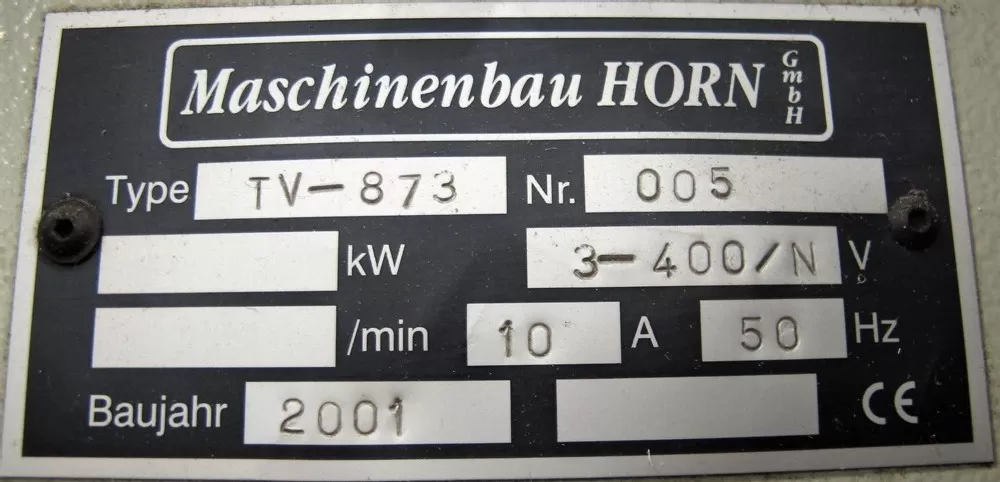 Maschinenbau HORN GmbH
Type TV-873 Nr. 005
kW 3-400/N V
/min 10 A 50 Hz
Baujahr 2001 CE